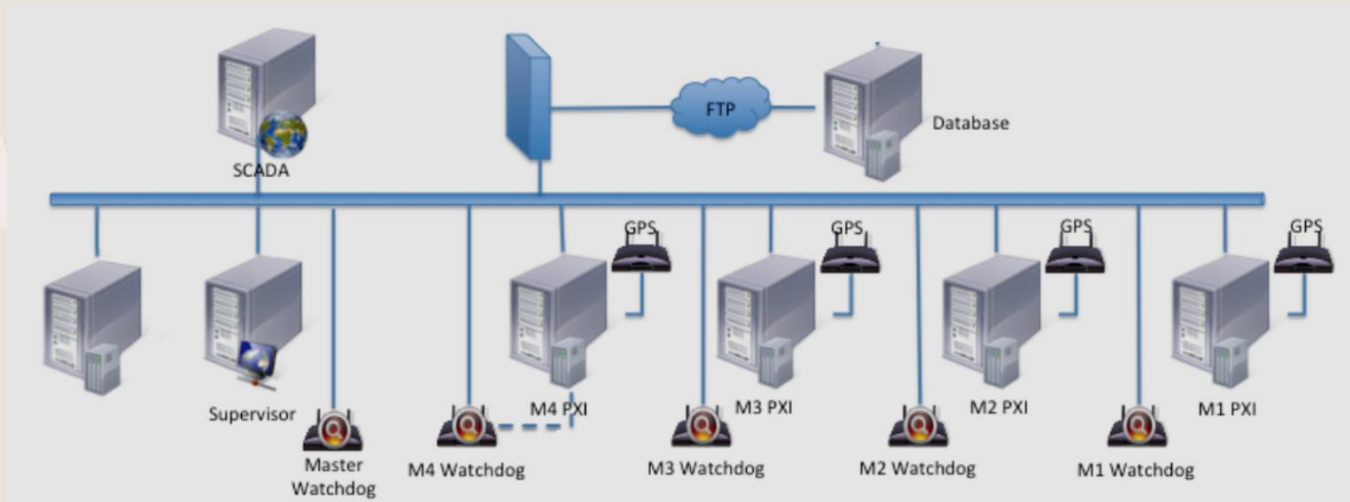 FTP
Database
SCADA
GPS
GPS
GPS
GPS
Supervisor
M4 PXI
M3 PXI
M2 PXI
M1 PXI
Master
Watchdog
M4 Watchdog
M3 Watchdog
M2 Watchdog
M1 Watchdog